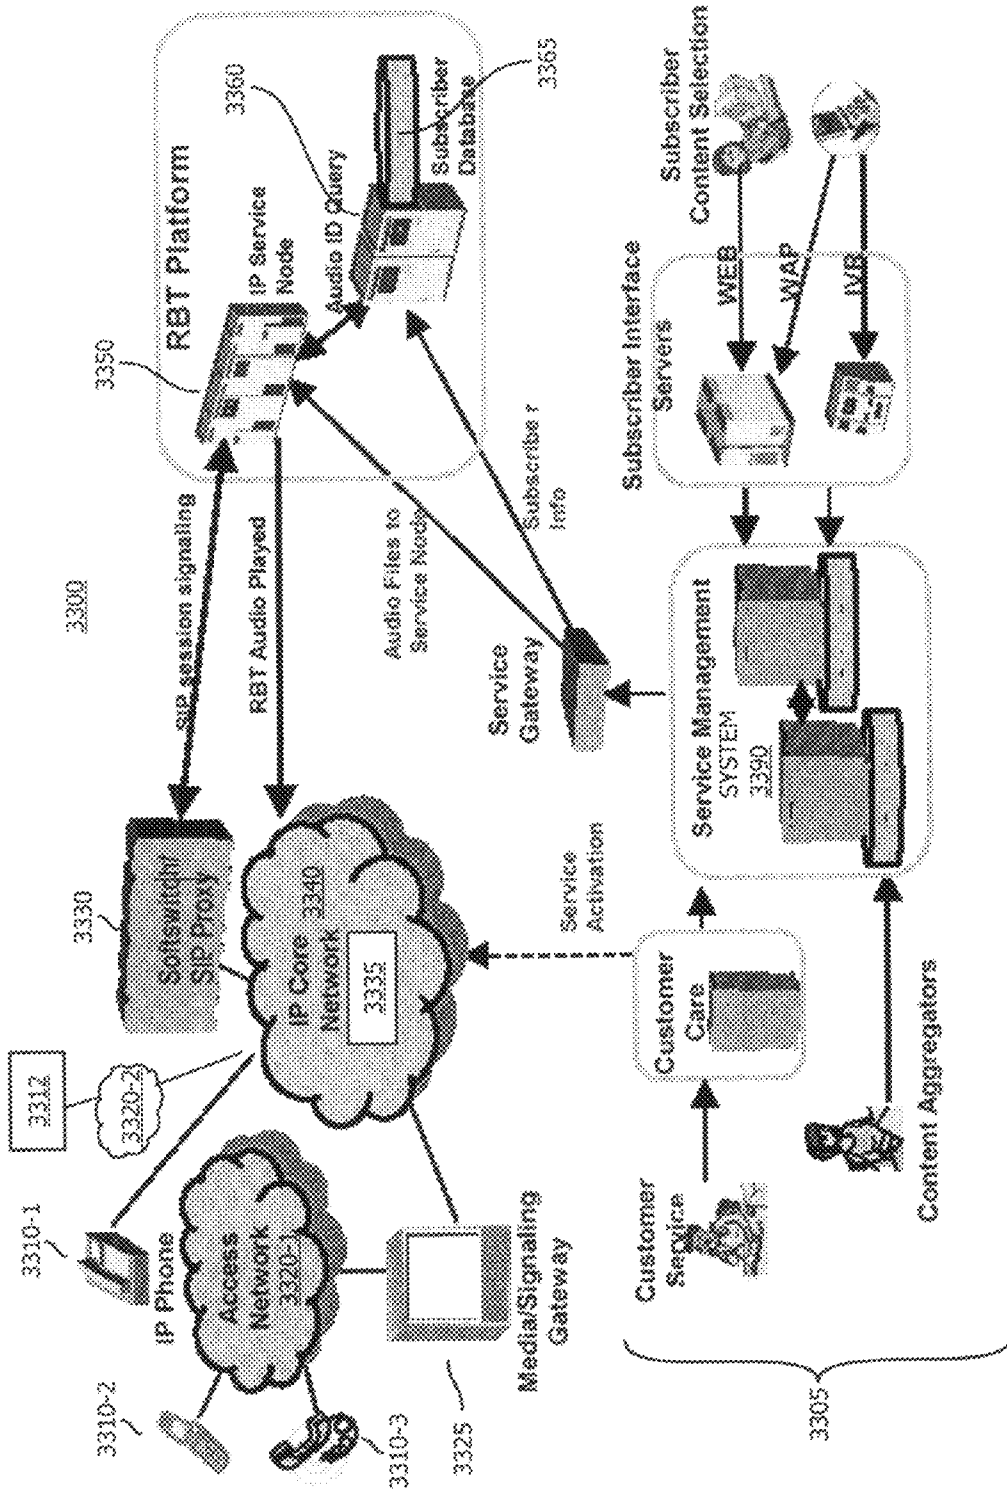 3300
3312
3320-2
3310-1
IP Phone
3310-2
3310-3
Access
Network
3320-1
3325
Media/Signaling
Gateway
3330
Softswitch/
SIP Proxy
IP Core
Network
3340
3335
SIP session signaling
RBT Audio Played
RBT Platform
3350
IP Service
Node
3360
Audio ID Query
Subscriber
Database
3365
Audio Files to
Service Node
Subscriber
Info
Service
Gateway
Service
Activation
Customer
Service
Customer
Care
Service Management
SYSTEM
3390
Subscriber Interface
Servers
WEB
WAP
IVR
Subscriber
Content Selection
Content Aggregators
3305